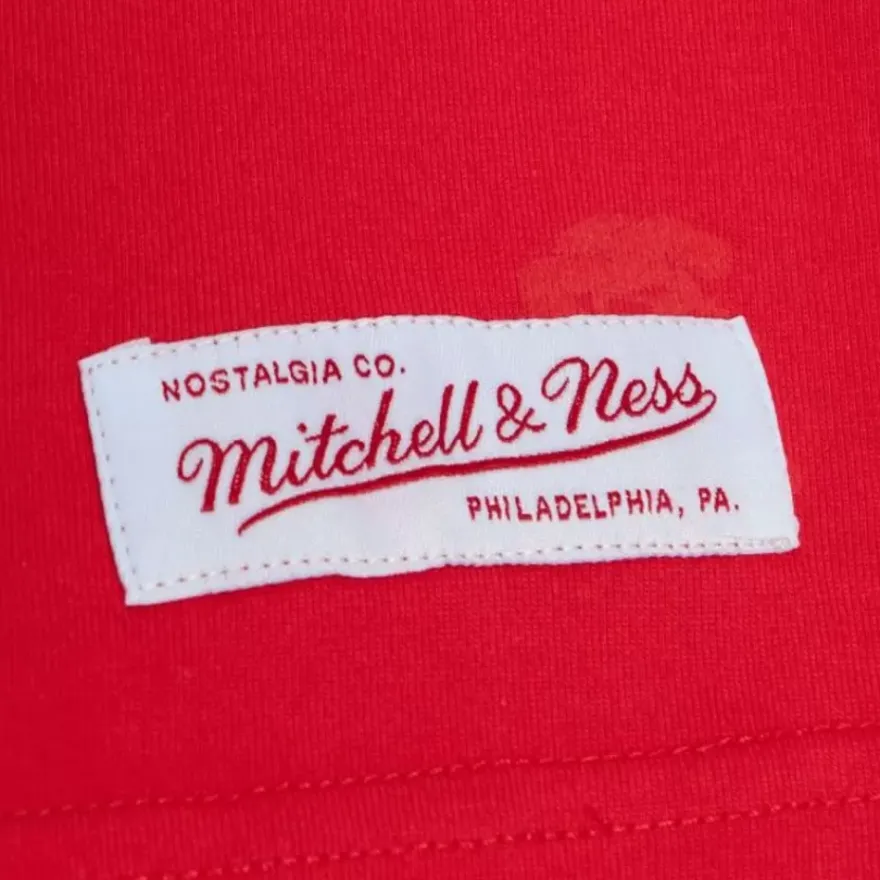 NOSTALGIA CO.
Mitchell & Ness
PHILADELPHIA, PA.